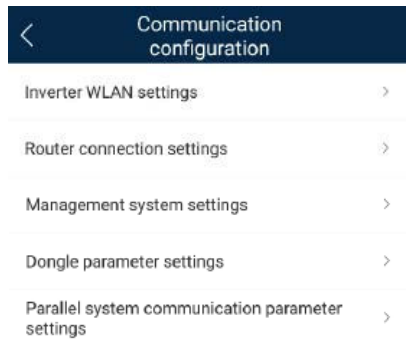 Communication
configuration
Inverter WLAN settings
Router connection settings
Management system settings
Dongle parameter settings
Parallel system communication parameter
settings